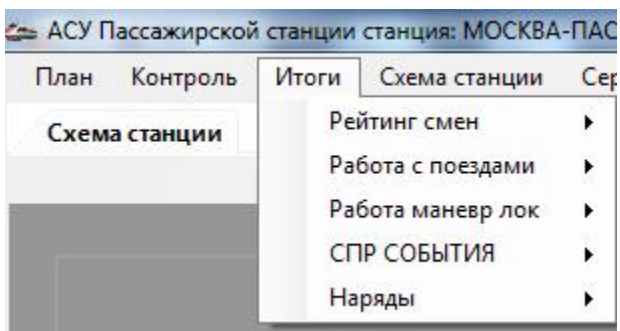 АСУ Пассажирской станции станция: МОСКВА-ПАС
План Контроль Итоги Схема станции Сер
Схема станции
Рейтинг смен
Работа с поездами
Работа маневр лок
СПР СОБЫТИЯ
Наряды